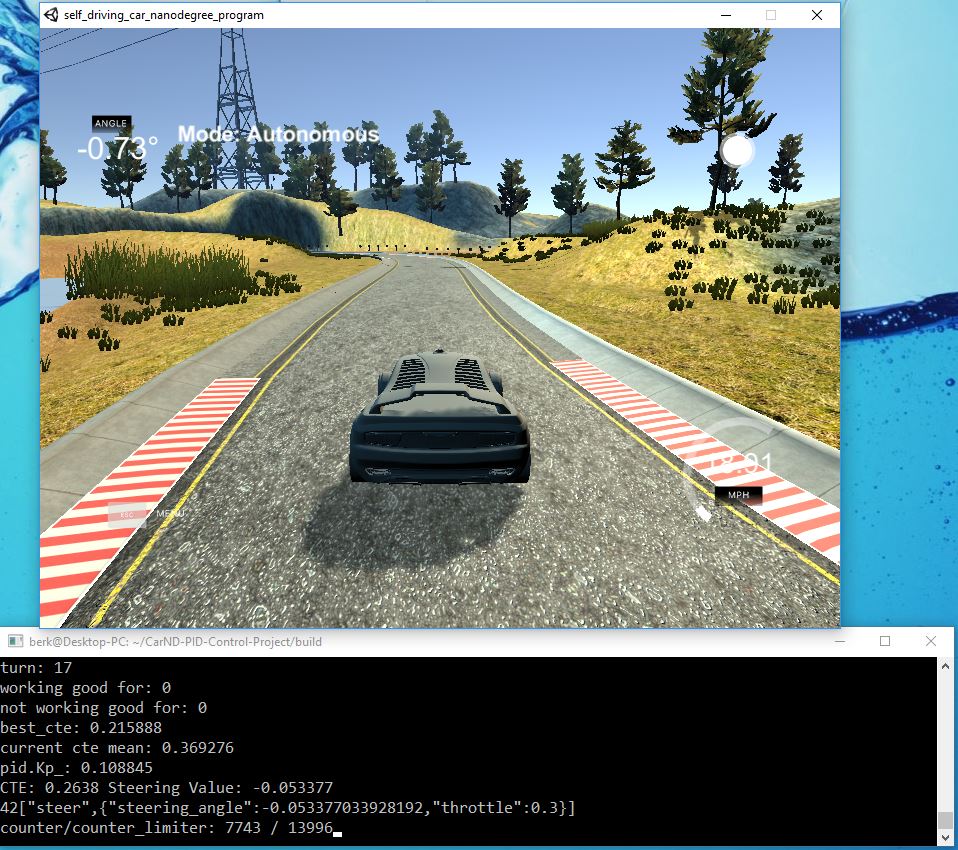 self_driving_car_nanodegree_program
ANGLE
-0.73°
Mode: Autonomous
MPH
ESC
MENU
berk@Desktop-PC: ~/CarND-PID-Control-Project/build
turn: 17
working good for: 0
not working good for: 0
best_cte: 0.215888
current cte mean: 0.369276
pid.Kp_: 0.108845
CTE: 0.2638 Steering Value: -0.053377
42["steer",{"steering_angle":-0.053377033928192,"throttle":0.3}]
counter/counter_limiter: 7743 / 13996